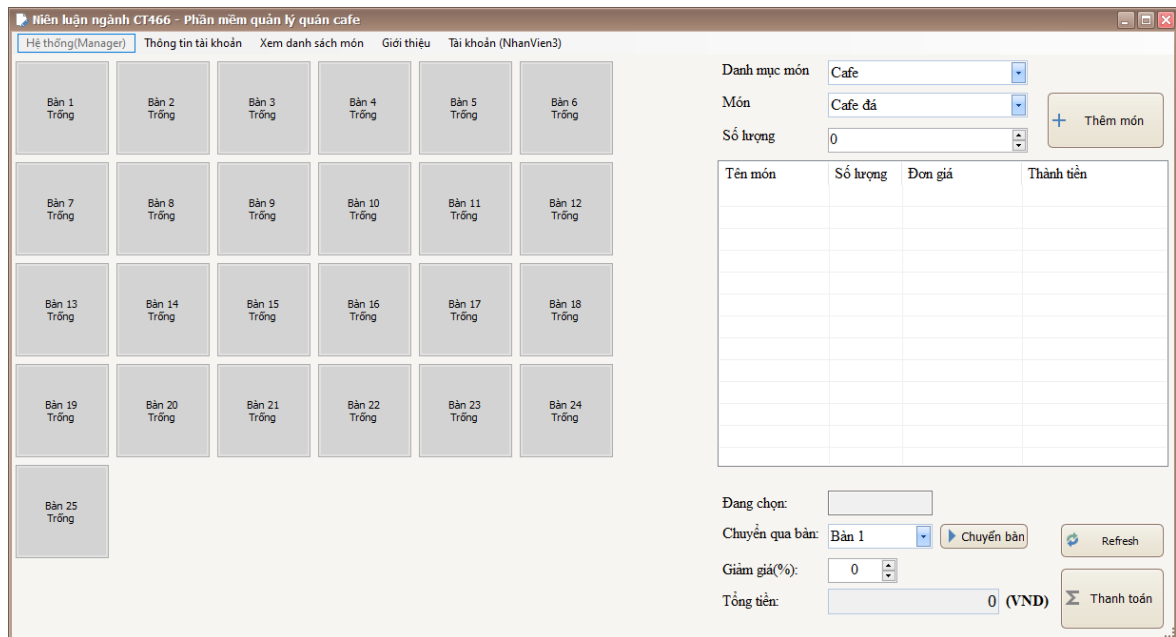 Niên luận ngành CT466 - Phần mềm quản lý quán cafe
Hệ thống(Manager) Thông tin tài khoản Xem danh sách món Giới thiệu Tài khoản (NhanVien3)
Bàn 1 Bàn 2 Bàn 3 Bàn 4 Bàn 5 Bàn 6
Trống Trống Trống Trống Trống Trống
Bàn 7 Bàn 8 Bàn 9 Bàn 10 Bàn 11 Bàn 12
Trống Trống Trống Trống Trống Trống
Bàn 13 Bàn 14 Bàn 15 Bàn 16 Bàn 17 Bàn 18
Trống Trống Trống Trống Trống Trống
Bàn 19 Bàn 20 Bàn 21 Bàn 22 Bàn 23 Bàn 24
Trống Trống Trống Trống Trống Trống
Bàn 25
Trống
Danh mục món Cafe
Món Cafe đá
Số lượng 0
Thêm món
Tên món Số lượng Đơn giá Thành tiền
Đang chọn:
Chuyển qua bàn: Bàn 1 Chuyển bàn Refresh
Giảm giá(%): 0
Tổng tiền: 0 (VND) Thanh toán